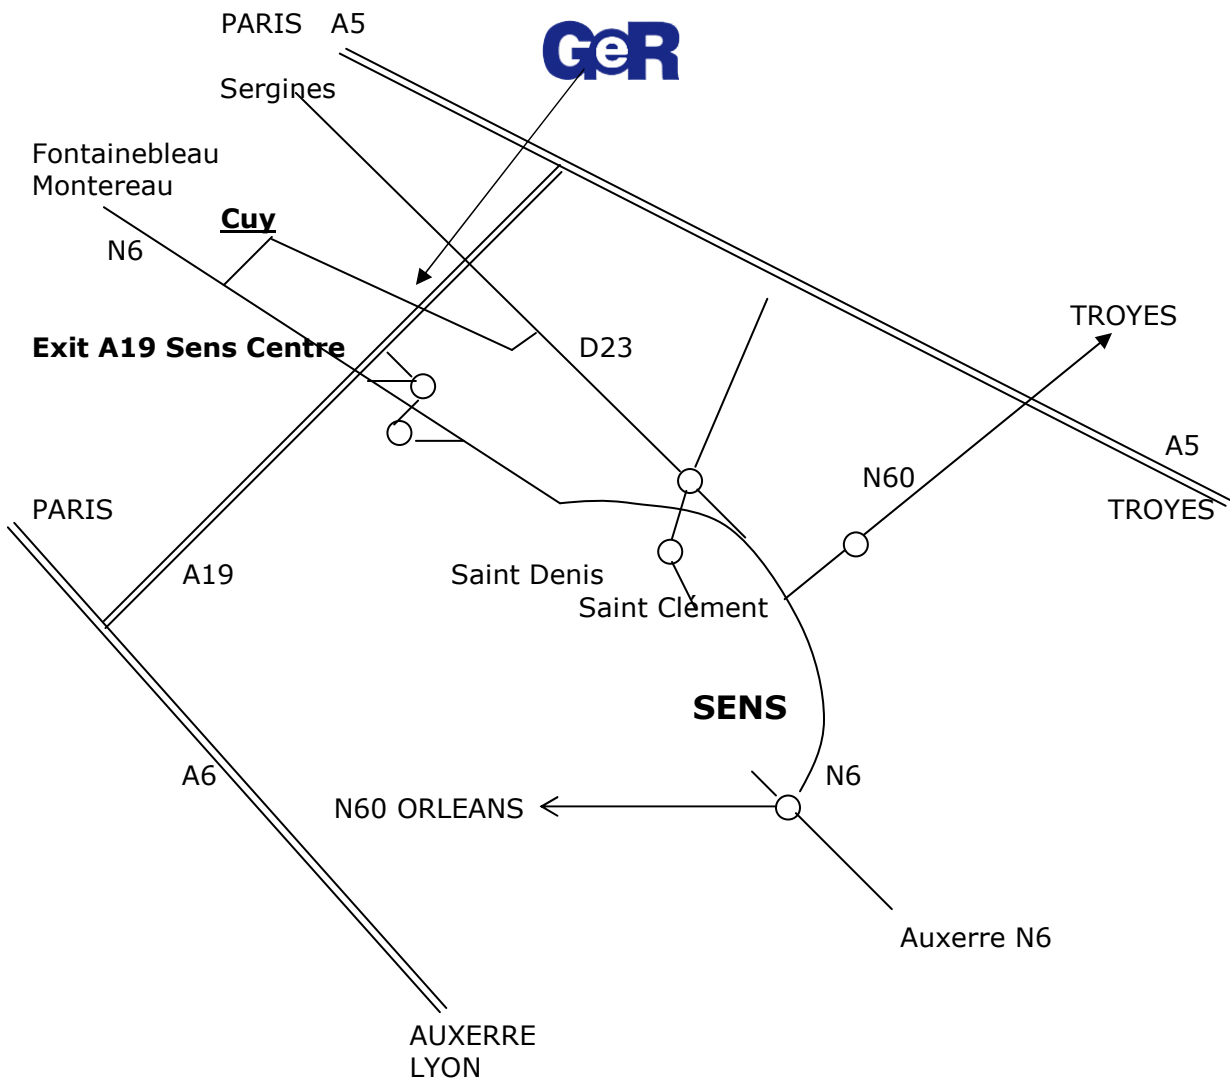 PARIS A5
GeR
Sergines
Fontainebleau
Montereau
Cuy
N6
TROYES
Exit A19 Sens Centre
D23
A5
N60
PARIS
TROYES
A19
Saint Denis
Saint Clément
SENS
A6
N6
N60 ORLEANS
Auxerre N6
AUXERRE
LYON